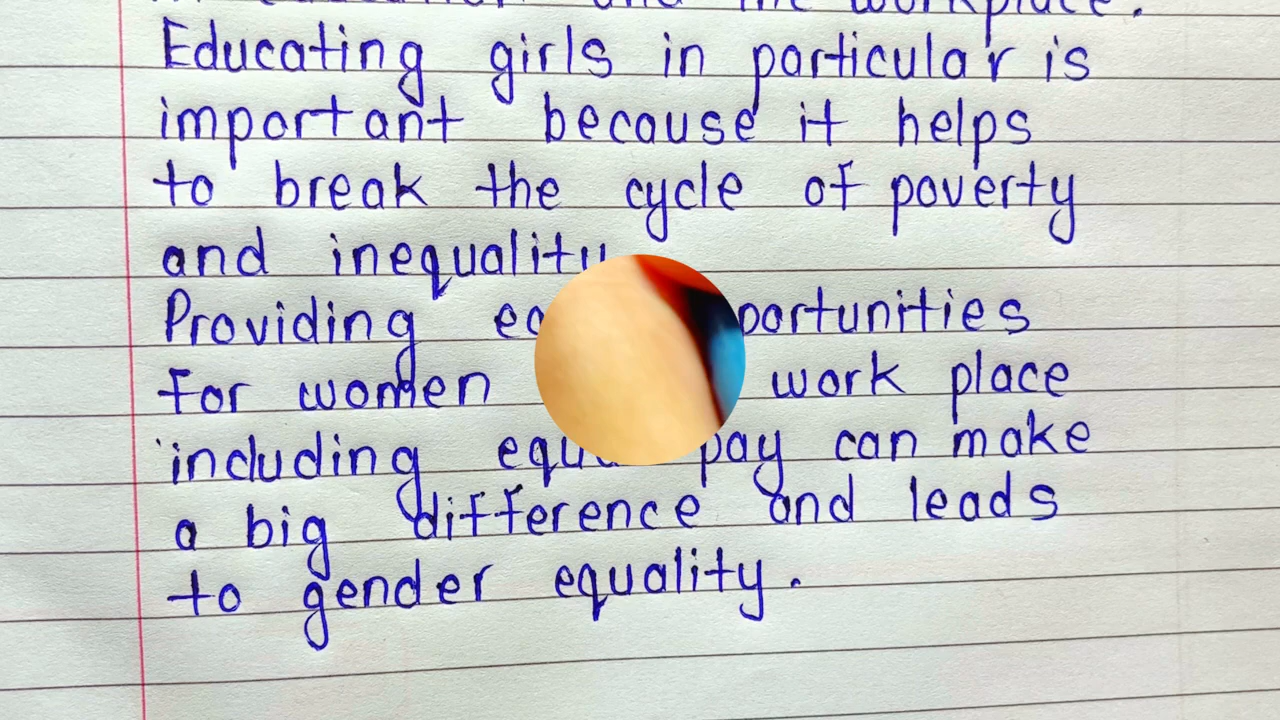 Educating girls in particular is
important because it helps
to break the cycle of poverty
and inequality
Providing
for women work place
including pay can make
a big difference and leads
to gender equality.